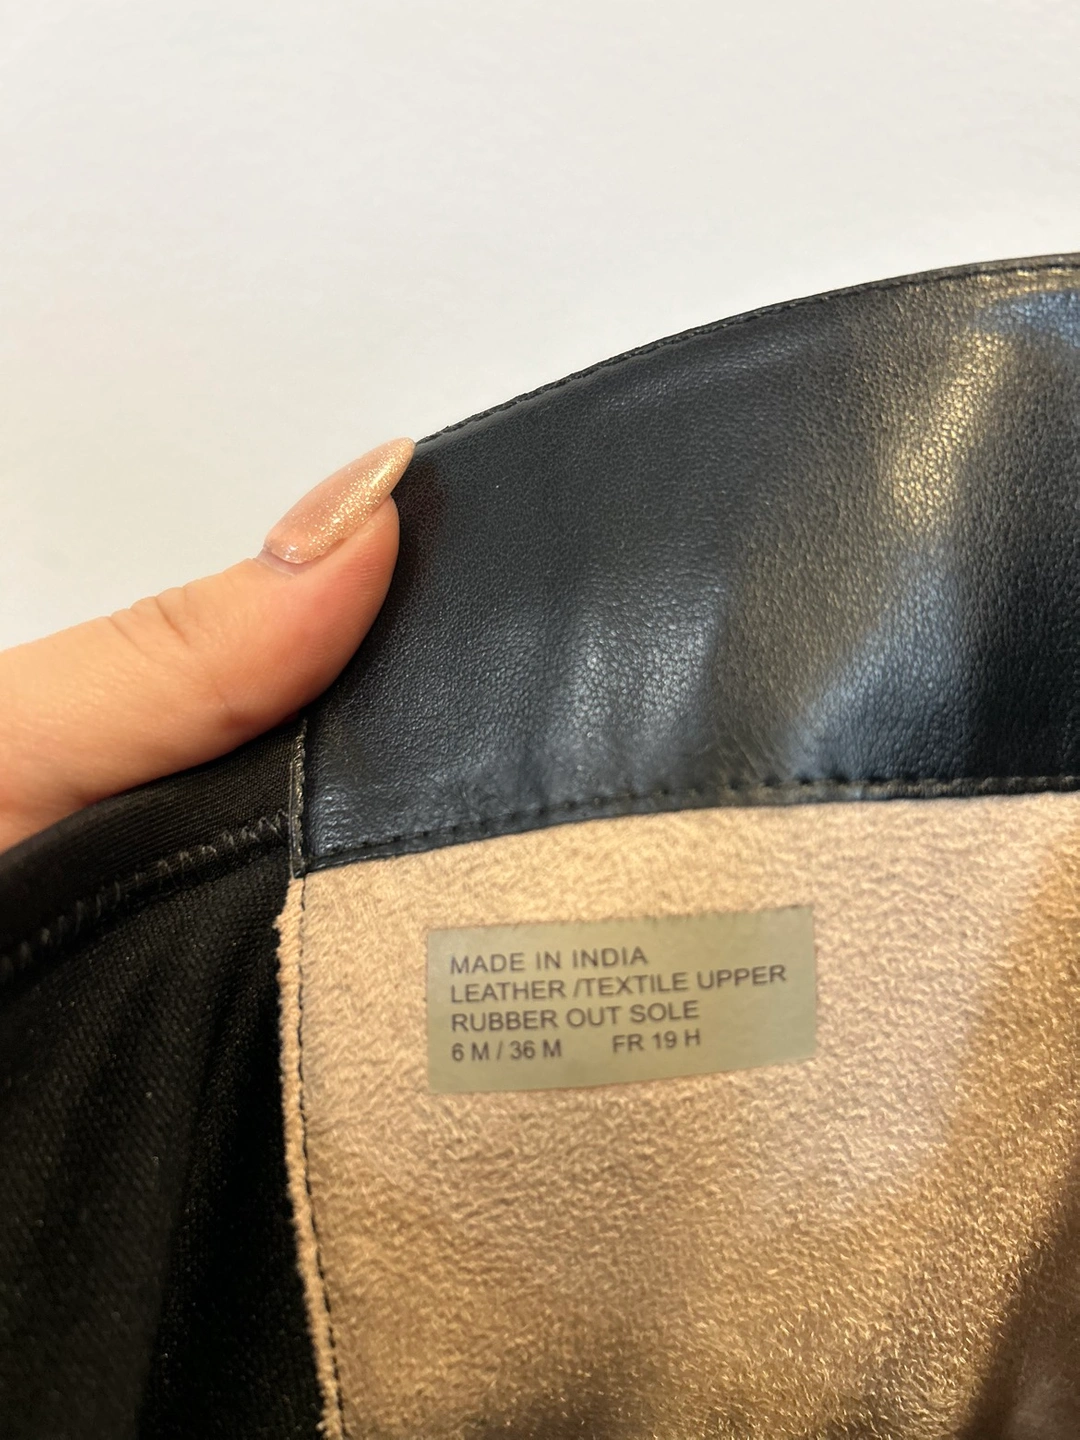 MADE IN INDIA
LEATHER /TEXTILE UPPER
RUBBER OUT SOLE
6 M / 36 M FR 19 H